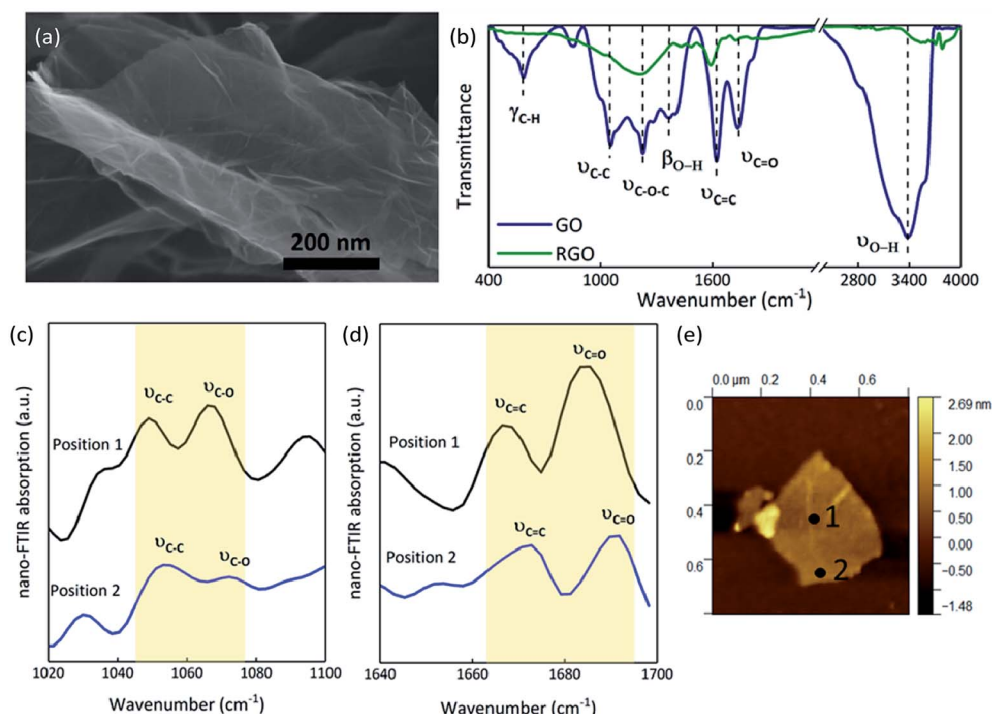 (a)
200 nm
(b)
Transmittance
γC-H
υC-C
υC-O-C
βO-H
υC=C
υC=O
υO-H
GO
RGO
400
1000
1600
2800
3400
4000
Wavenumber (cm⁻¹)
(c)
nano-FTIR absorption (a.u.)
υC-C
υC-O
Position 1
υC-C
υC-O
Position 2
1020
1040
1060
1080
1100
Wavenumber (cm⁻¹)
(d)
nano-FTIR absorption (a.u.)
υC=O
υC=C
Position 1
υC=C
υC=O
Position 2
1640
1660
1680
1700
Wavenumber (cm⁻¹)
(e)
0.0 μm
0.2
0.4
0.6
0.0
0.2
0.4
0.6
1
2
2.69 nm
2.00
1.50
1.00
0.50
0.00
-0.50
-1.48